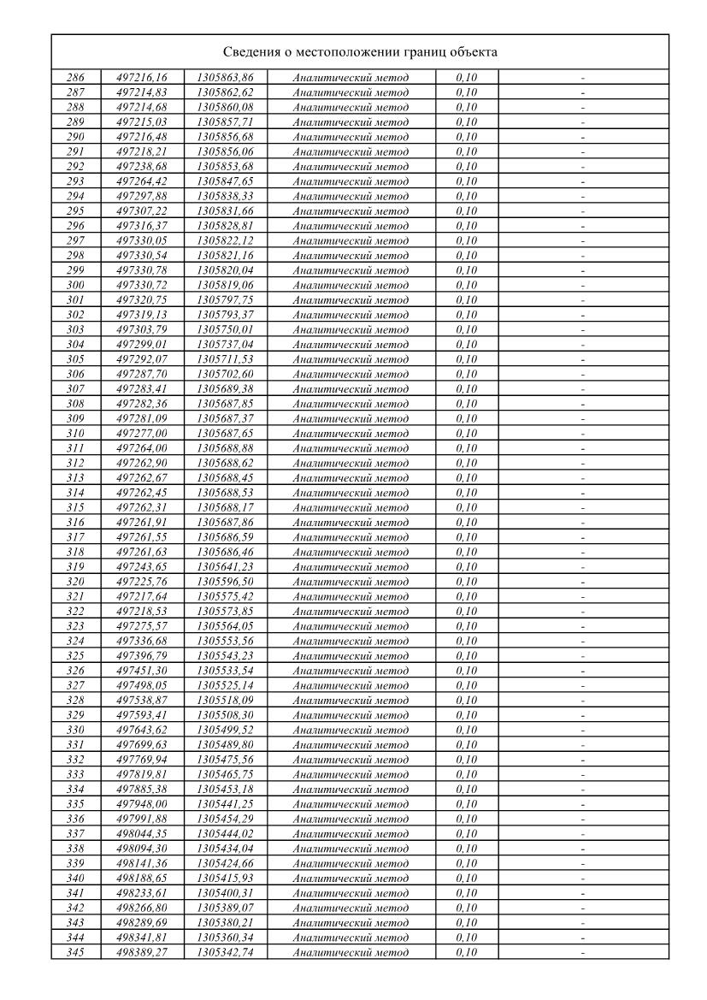 Сведения о местоположении границ объекта
286 497216,16 1305863,86 Аналитический метод 0,10 -
287 497214,83 1305862,62 Аналитический метод 0,10 -
288 497214,68 1305860,08 Аналитический метод 0,10 -
289 497215,03 1305857,71 Аналитический метод 0,10 -
290 497216,48 1305856,68 Аналитический метод 0,10 -
291 497218,21 1305856,06 Аналитический метод 0,10 -
292 497238,68 1305853,68 Аналитический метод 0,10 -
293 497264,42 1305847,65 Аналитический метод 0,10 -
294 497297,88 1305838,33 Аналитический метод 0,10 -
295 497307,22 1305831,66 Аналитический метод 0,10 -
296 497316,37 1305828,81 Аналитический метод 0,10 -
297 497330,05 1305822,12 Аналитический метод 0,10 -
298 497330,54 1305821,16 Аналитический метод 0,10 -
299 497330,78 1305820,04 Аналитический метод 0,10 -
300 497330,72 1305819,06 Аналитический метод 0,10 -
301 497320,75 1305797,75 Аналитический метод 0,10 -
302 497319,13 1305793,37 Аналитический метод 0,10 -
303 497303,79 1305750,01 Аналитический метод 0,10 -
304 497299,01 1305737,04 Аналитический метод 0,10 -
305 497292,07 1305711,53 Аналитический метод 0,10 -
306 497287,70 1305702,60 Аналитический метод 0,10 -
307 497283,41 1305689,38 Аналитический метод 0,10 -
308 497282,36 1305687,85 Аналитический метод 0,10 -
309 497281,09 1305687,37 Аналитический метод 0,10 -
310 497277,00 1305687,65 Аналитический метод 0,10 -
311 497264,00 1305688,88 Аналитический метод 0,10 -
312 497262,90 1305688,62 Аналитический метод 0,10 -
313 497262,67 1305688,45 Аналитический метод 0,10 -
314 497262,45 1305688,53 Аналитический метод 0,10 -
315 497262,31 1305688,17 Аналитический метод 0,10 -
316 497261,91 1305687,86 Аналитический метод 0,10 -
317 497261,55 1305686,59 Аналитический метод 0,10 -
318 497261,63 1305686,46 Аналитический метод 0,10 -
319 497243,65 1305641,23 Аналитический метод 0,10 -
320 497225,76 1305596,50 Аналитический метод 0,10 -
321 497217,64 1305575,42 Аналитический метод 0,10 -
322 497218,53 1305573,85 Аналитический метод 0,10 -
323 497275,57 1305564,05 Аналитический метод 0,10 -
324 497336,68 1305553,56 Аналитический метод 0,10 -
325 497396,79 1305543,23 Аналитический метод 0,10 -
326 497451,30 1305533,54 Аналитический метод 0,10 -
327 497498,05 1305525,14 Аналитический метод 0,10 -
328 497538,87 1305518,09 Аналитический метод 0,10 -
329 497593,41 1305508,30 Аналитический метод 0,10 -
330 497643,62 1305499,52 Аналитический метод 0,10 -
331 497699,63 1305489,80 Аналитический метод 0,10 -
332 497769,94 1305475,56 Аналитический метод 0,10 -
333 497819,81 1305465,75 Аналитический метод 0,10 -
334 497885,38 1305453,18 Аналитический метод 0,10 -
335 497948,00 1305441,25 Аналитический метод 0,10 -
336 497991,88 1305454,29 Аналитический метод 0,10 -
337 498044,35 1305444,02 Аналитический метод 0,10 -
338 498094,30 1305434,04 Аналитический метод 0,10 -
339 498141,36 1305424,66 Аналитический метод 0,10 -
340 498188,65 1305415,93 Аналитический метод 0,10 -
341 498233,61 1305400,31 Аналитический метод 0,10 -
342 498266,80 1305389,07 Аналитический метод 0,10 -
343 498289,69 1305380,21 Аналитический метод 0,10 -
344 498341,81 1305360,34 Аналитический метод 0,10 -
345 498389,27 1305342,74 Аналитический метод 0,10 -